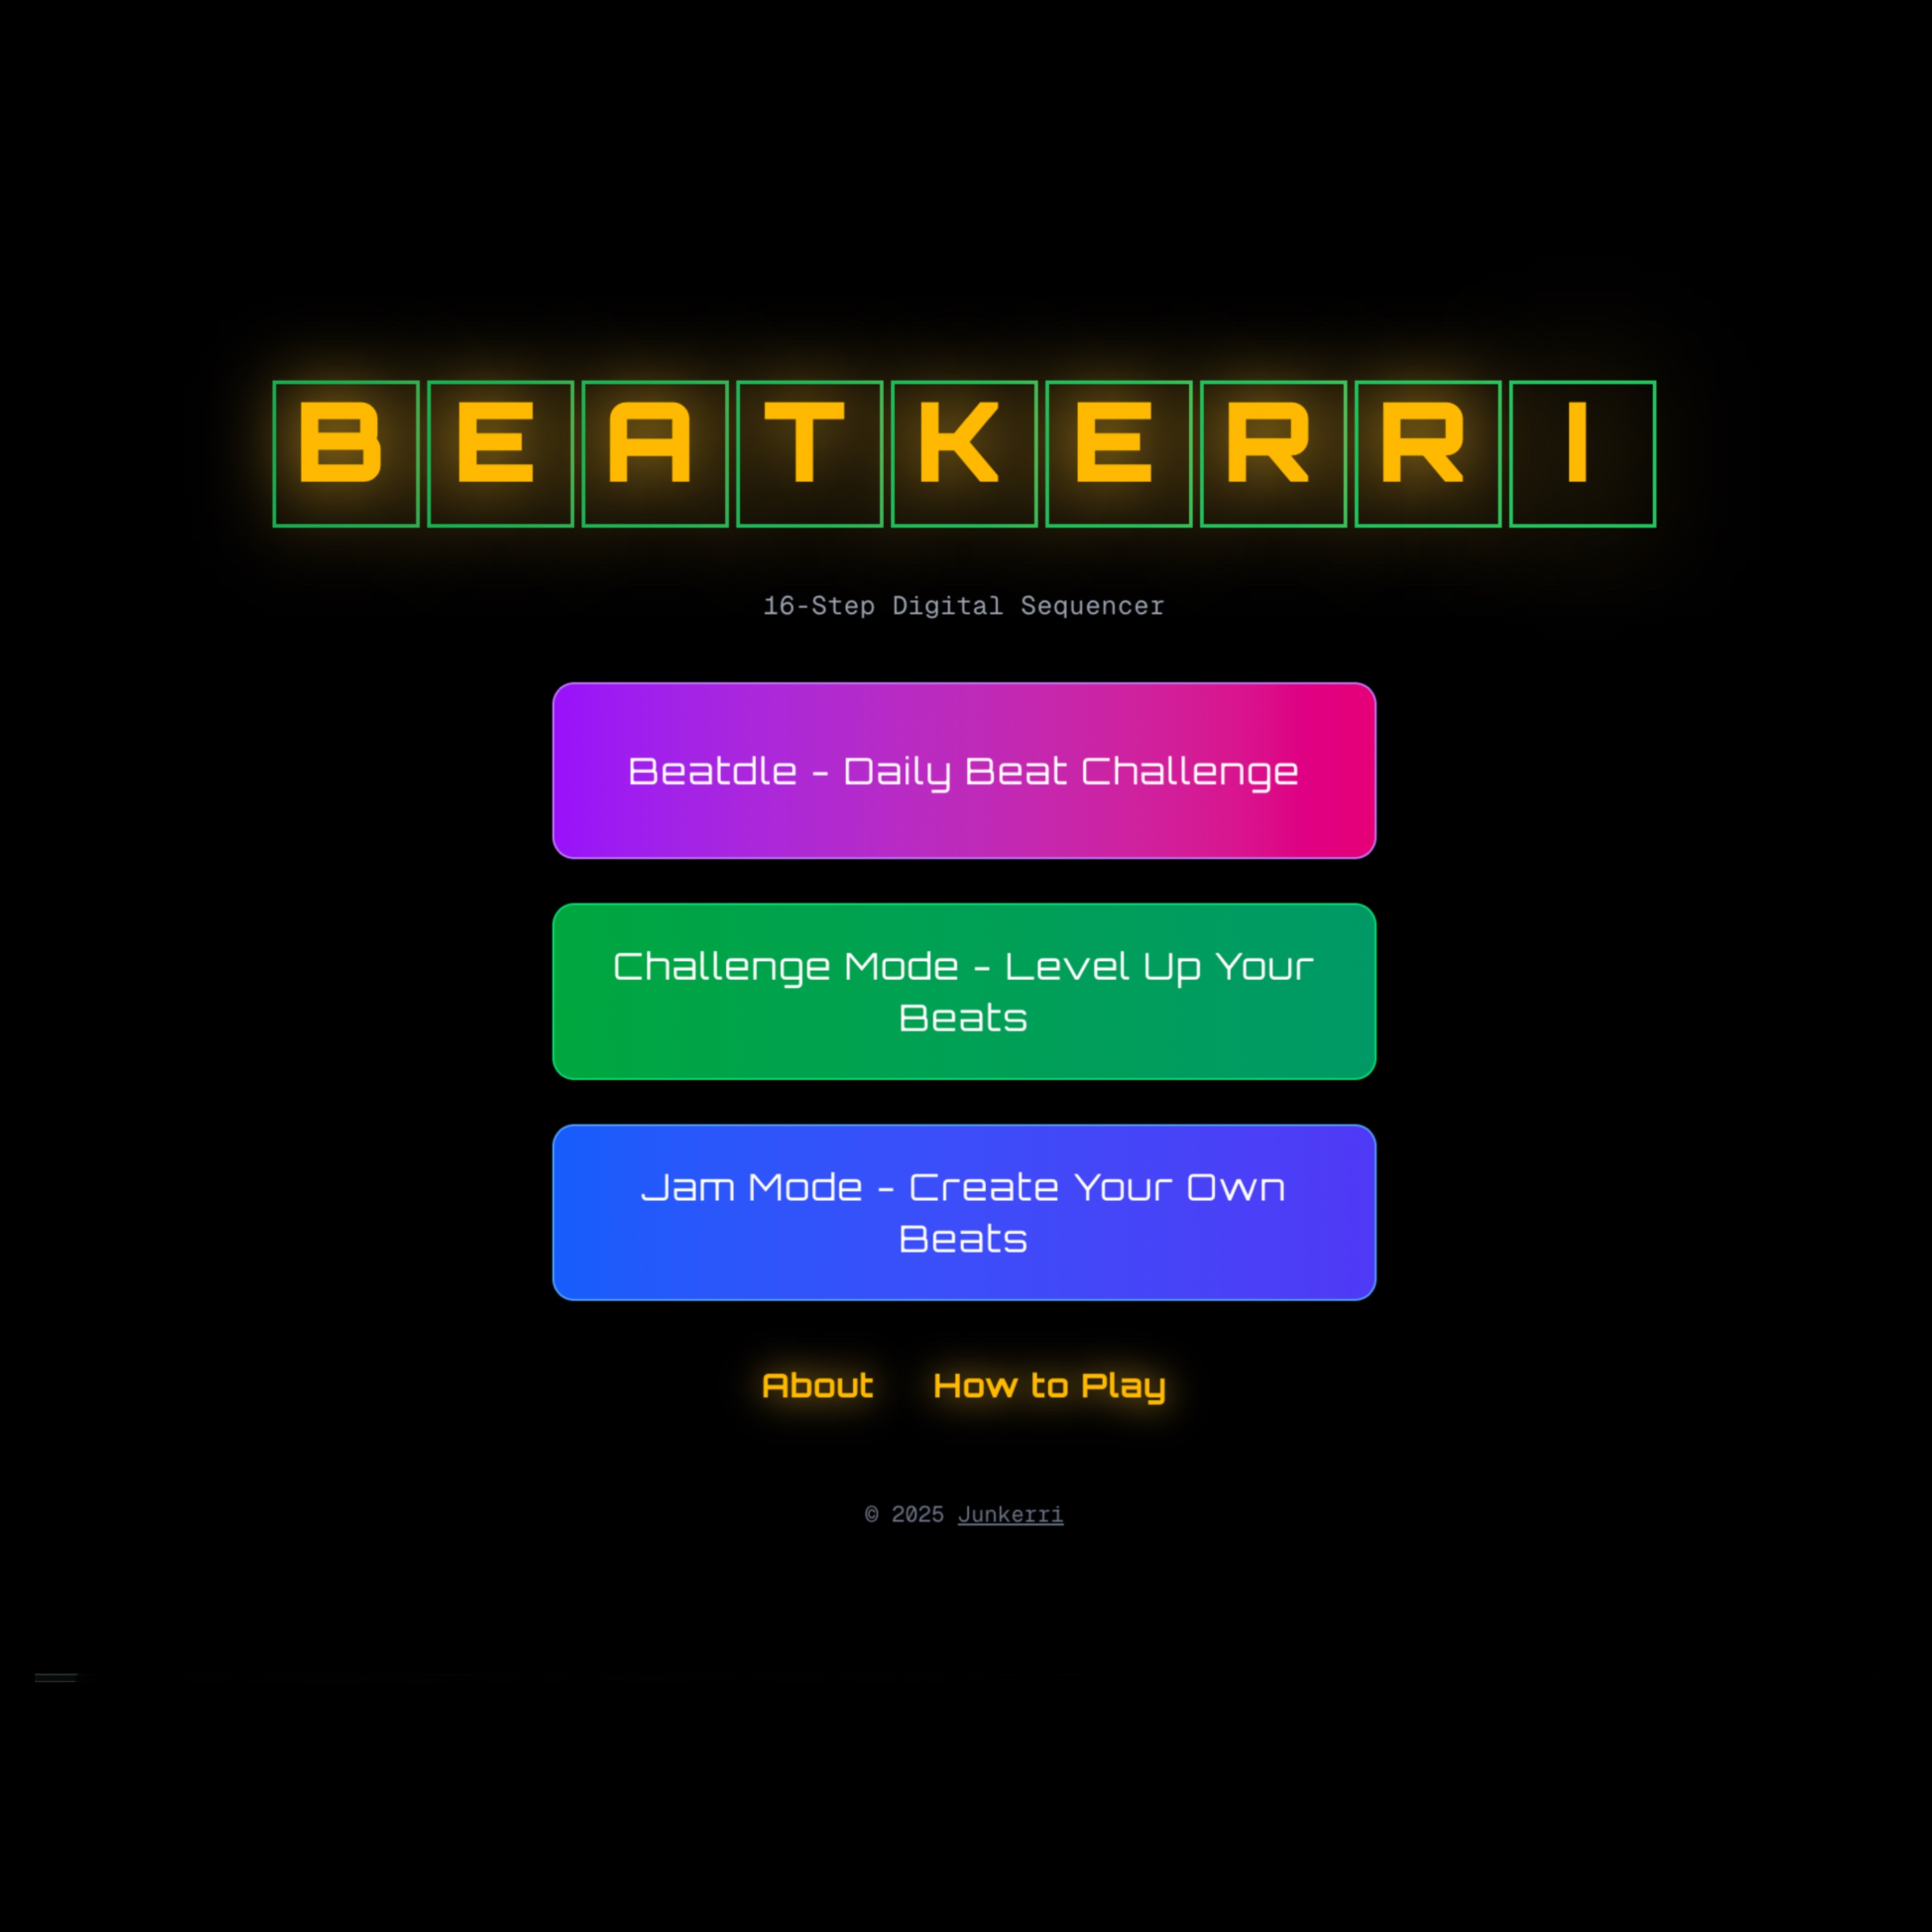 BEATKERRI
16-Step Digital Sequencer
Beatdle - Daily Beat Challenge
Challenge Mode - Level Up Your
Beats
Jam Mode - Create Your Own
Beats
About How to Play
© 2025 Junkerri